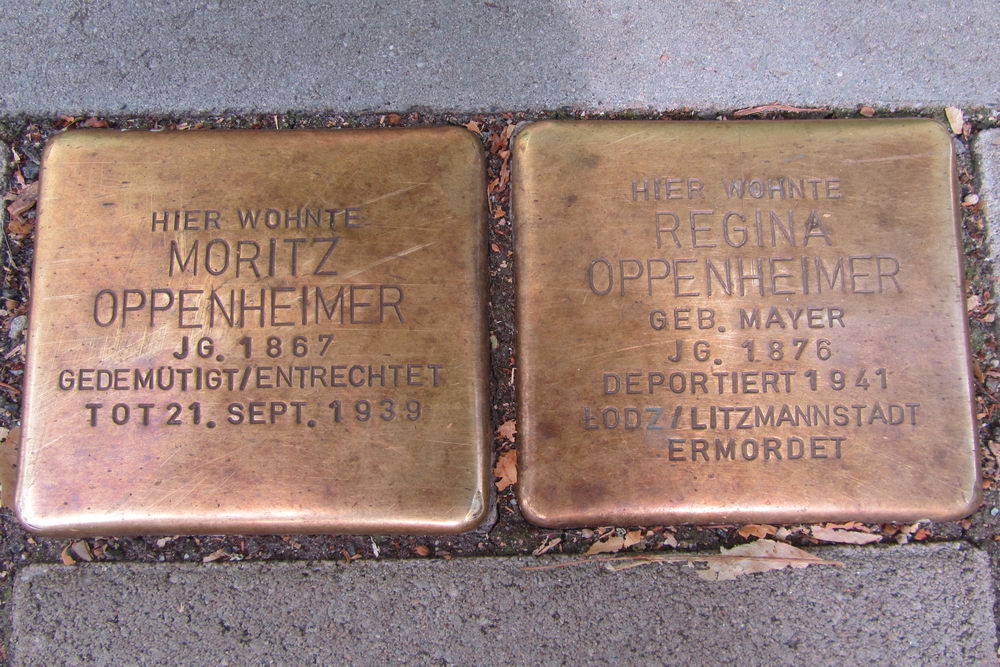 HIER WOHNTE
MORITZ
OPPENHEIMER
JG. 1867
GEDEMÜTIGT/ENTRECHTET
TOT 21. SEPT. 1939
HIER WOHNTE
REGINA
OPPENHEIMER
GEB. MAYER
JG. 1876
DEPORTIERT 1941
ŁODZ/LITZMANNSTADT
ERMORDET